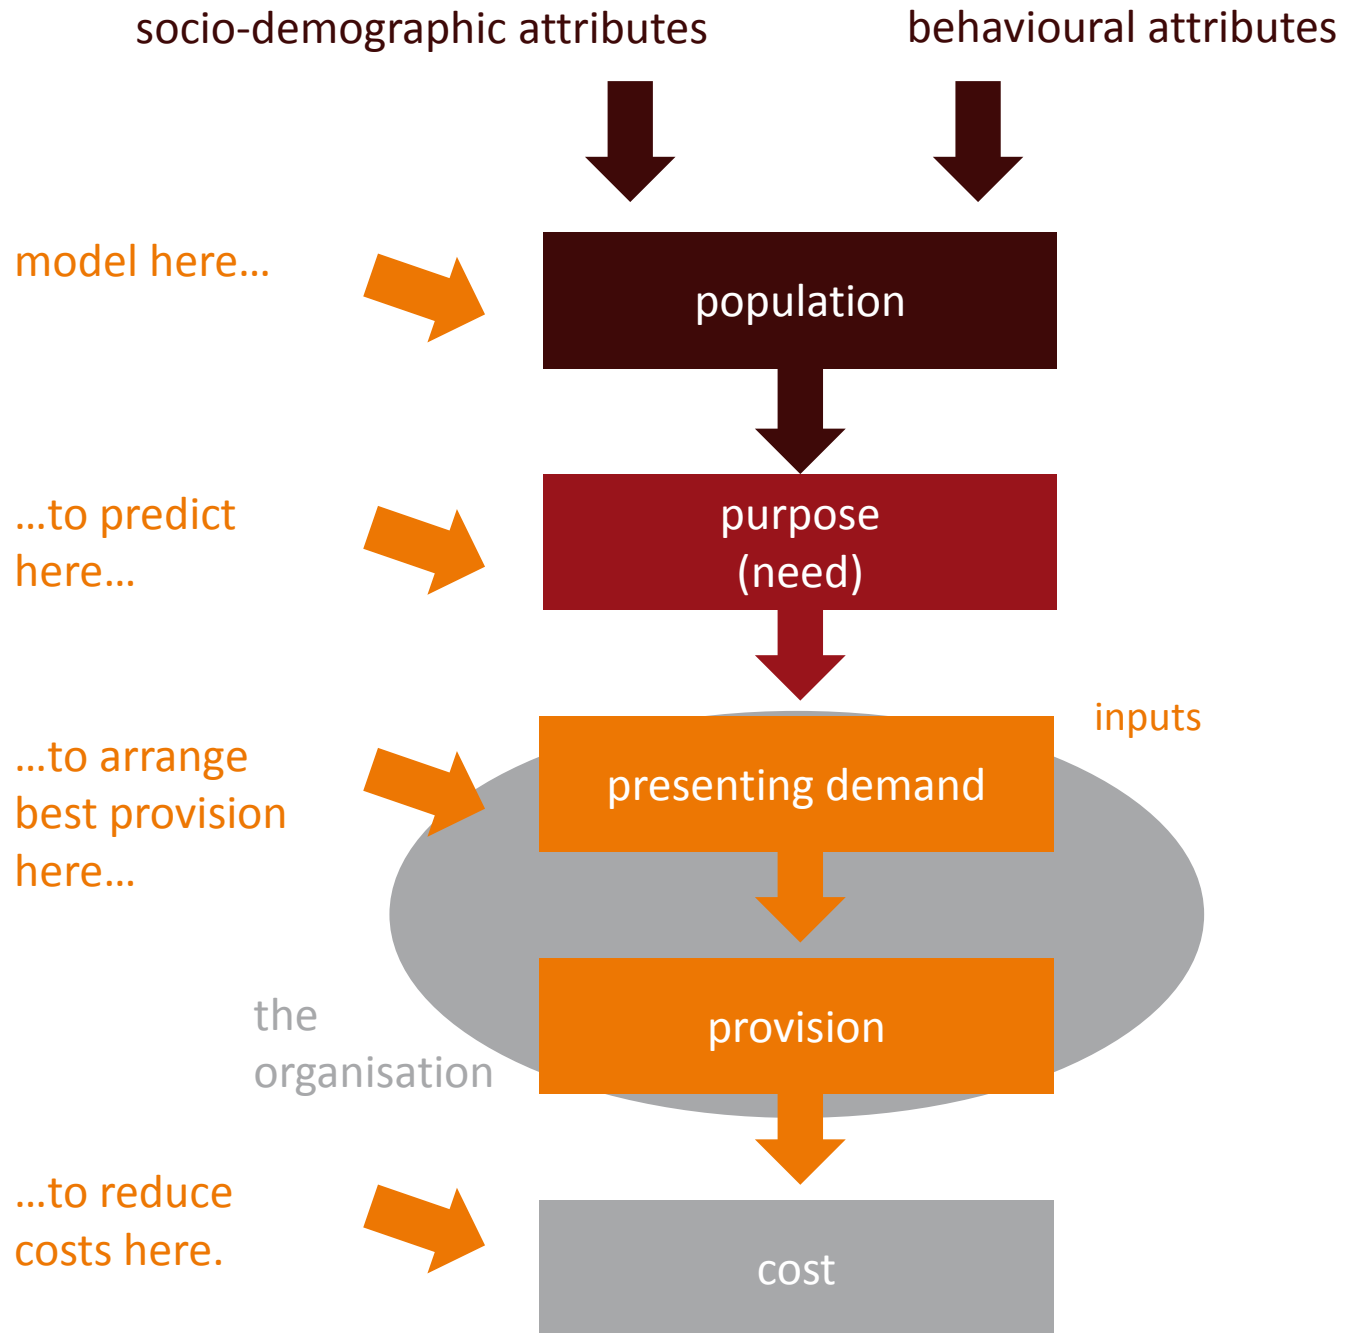 socio-demographic attributes
behavioural attributes
model here…
population
…to predict
here…
purpose
(need)
inputs
…to arrange
best provision
here…
presenting demand
the
organisation
provision
…to reduce
costs here.
cost